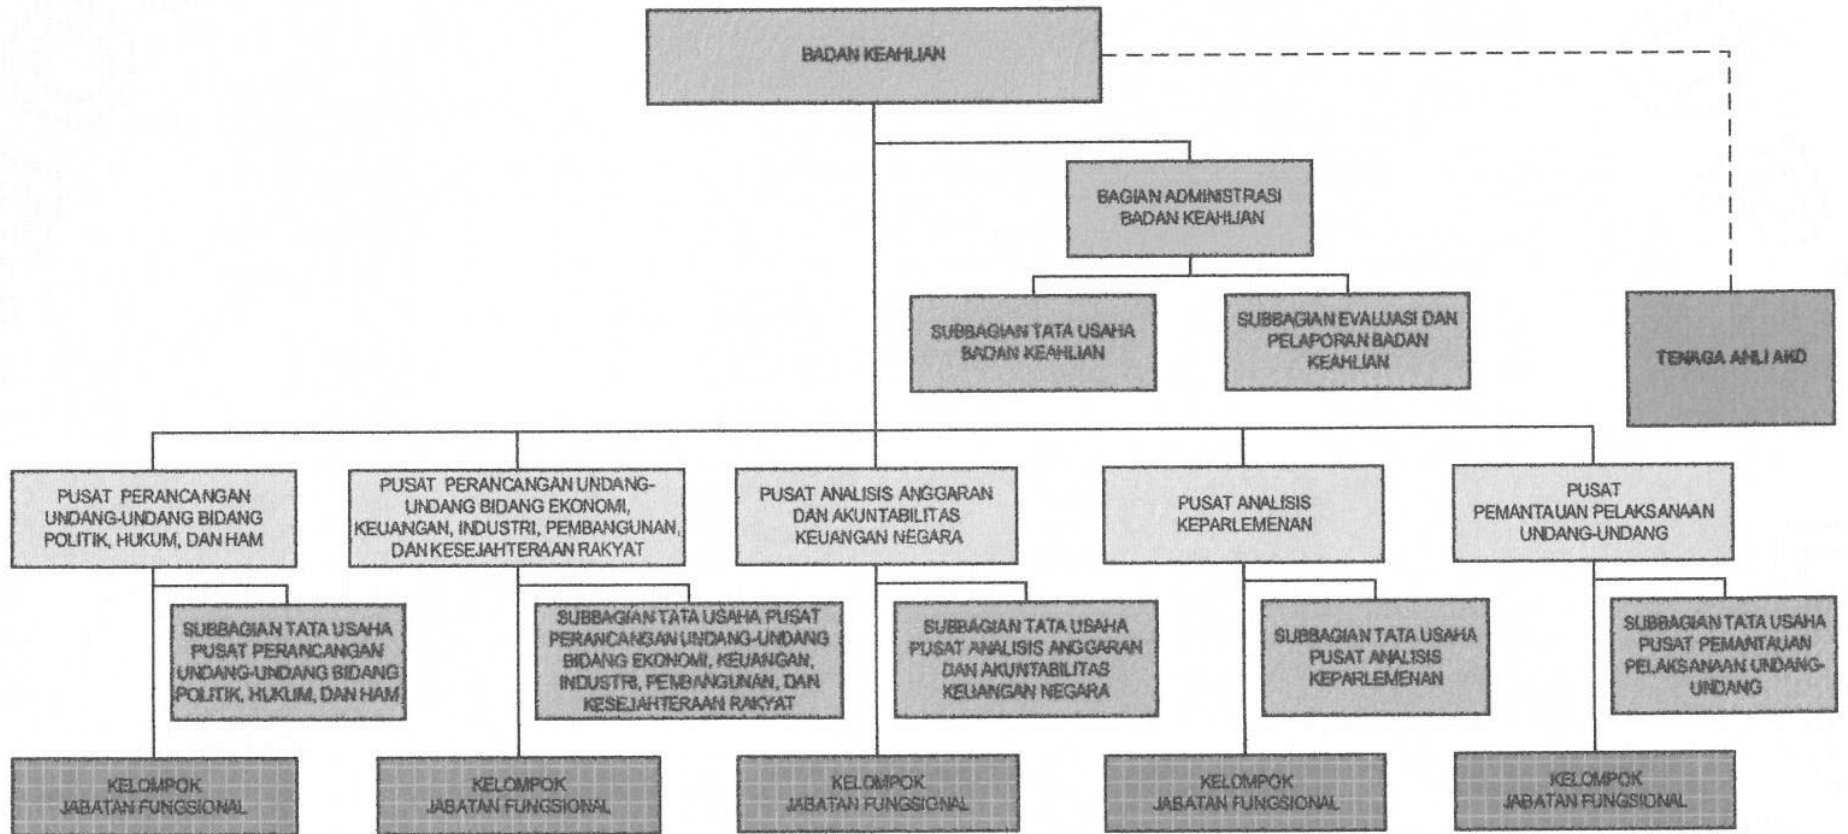 BADAN KEAHLIAN
BAGIAN ADMINISTRASI
BADAN KEAHLIAN
SUBBAGIAN TATA USAHA
BADAN KEAHLIAN
SUBBAGIAN EVALUASI DAN
PELAPORAN BADAN
KEAHLIAN
TENAGA AHLI AKD
PUSAT PERANCANGAN
UNDANG-UNDANG BIDANG
POLITIK, HUKUM, DAN HAM
PUSAT PERANCANGAN UNDANG-
UNDANG BIDANG EKONOMI,
KEUANGAN, INDUSTRI, PEMBANGUNAN,
DAN KESEJAHTERAAN RAKYAT
PUSAT ANALISIS ANGGARAN
DAN AKUNTABILITAS
KEUANGAN NEGARA
PUSAT ANALISIS
KEPARLEMENAN
PUSAT
PEMANTAUAN PELAKSANAAN
UNDANG-UNDANG
SUBBAGIAN TATA USAHA
PUSAT PERANCANGAN
UNDANG-UNDANG BIDANG
POLITIK, HUKUM, DAN HAM
SUBBAGIAN TATA USAHA PUSAT
PERANCANGAN UNDANG-UNDANG
BIDANG EKONOMI, KEUANGAN,
INDUSTRI, PEMBANGUNAN, DAN
KESEJAHTERAAN RAKYAT
SUBBAGIAN TATA USAHA
PUSAT ANALISIS ANGGARAN
DAN AKUNTABILITAS
KEUANGAN NEGARA
SUBBAGIAN TATA USAHA
PUSAT ANALISIS
KEPARLEMENAN
SUBBAGIAN TATA USAHA
PUSAT PEMANTAUAN
PELAKSANAAN UNDANG-
UNDANG
KELOMPOK
JABATAN FUNGSIONAL
KELOMPOK
JABATAN FUNGSIONAL
KELOMPOK
JABATAN FUNGSIONAL
KELOMPOK
JABATAN FUNGSIONAL
KELOMPOK
JABATAN FUNGSIONAL